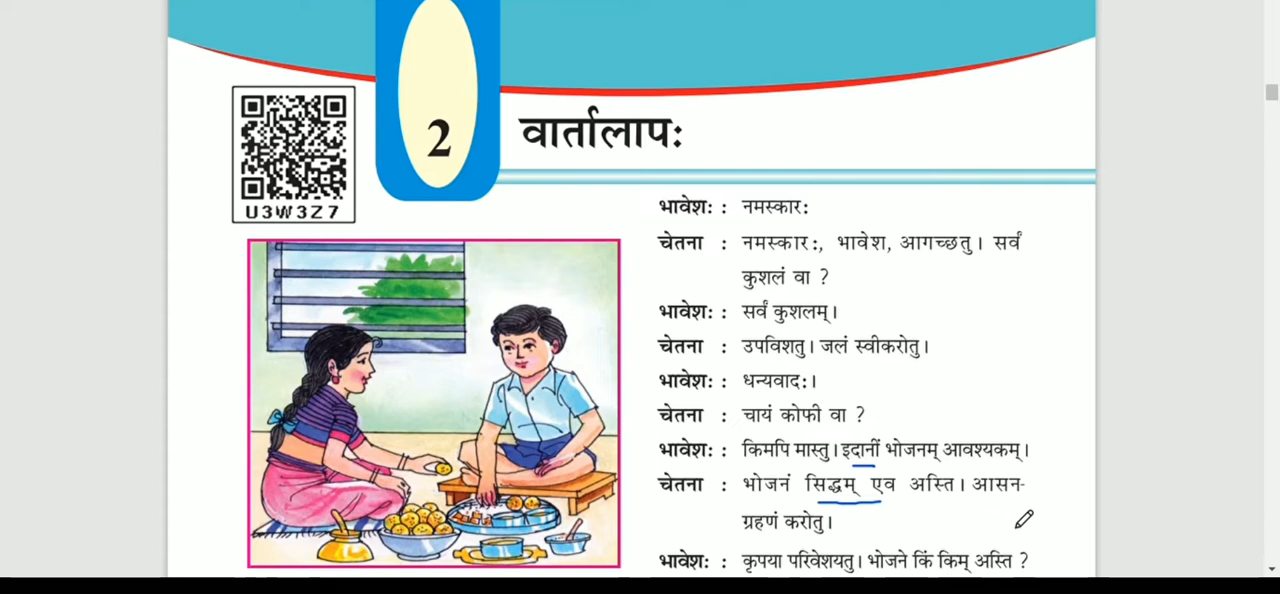 U3W3Z7
2
वार्तालापः
भावेशः : नमस्कारः
चेतना : नमस्कारः, भावेश, आगच्छतु। सर्वं
कुशलं वा ?
भावेशः : सर्वं कुशलम्।
चेतना : उपविशतु। जलं स्वीकरोतु।
भावेशः : धन्यवादः।
चेतना : चायं कोफी वा ?
भावेशः : किमपि मास्तु। इदानीं भोजनम् आवश्यकम्।
चेतना : भोजनं सिद्धम् एव अस्ति। आसन-
ग्रहणं करोतु।
भावेशः : कृपया परिवेशयतु। भोजने किं किम् अस्ति ?